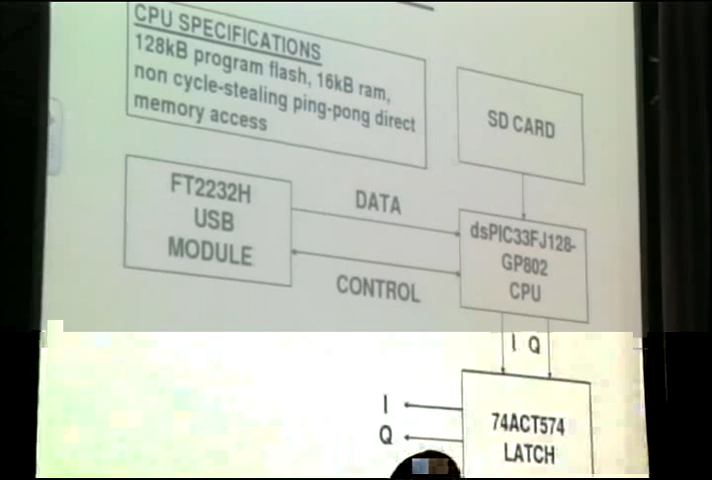 CPU SPECIFICATIONS
128kB program flash, 16kB ram,
non cycle-stealing ping-pong direct
memory access
SD CARD
FT2232H
USB
MODULE
DATA
CONTROL
dsPIC33FJ128-
GP802
CPU
I Q
I
Q
74ACT574
LATCH